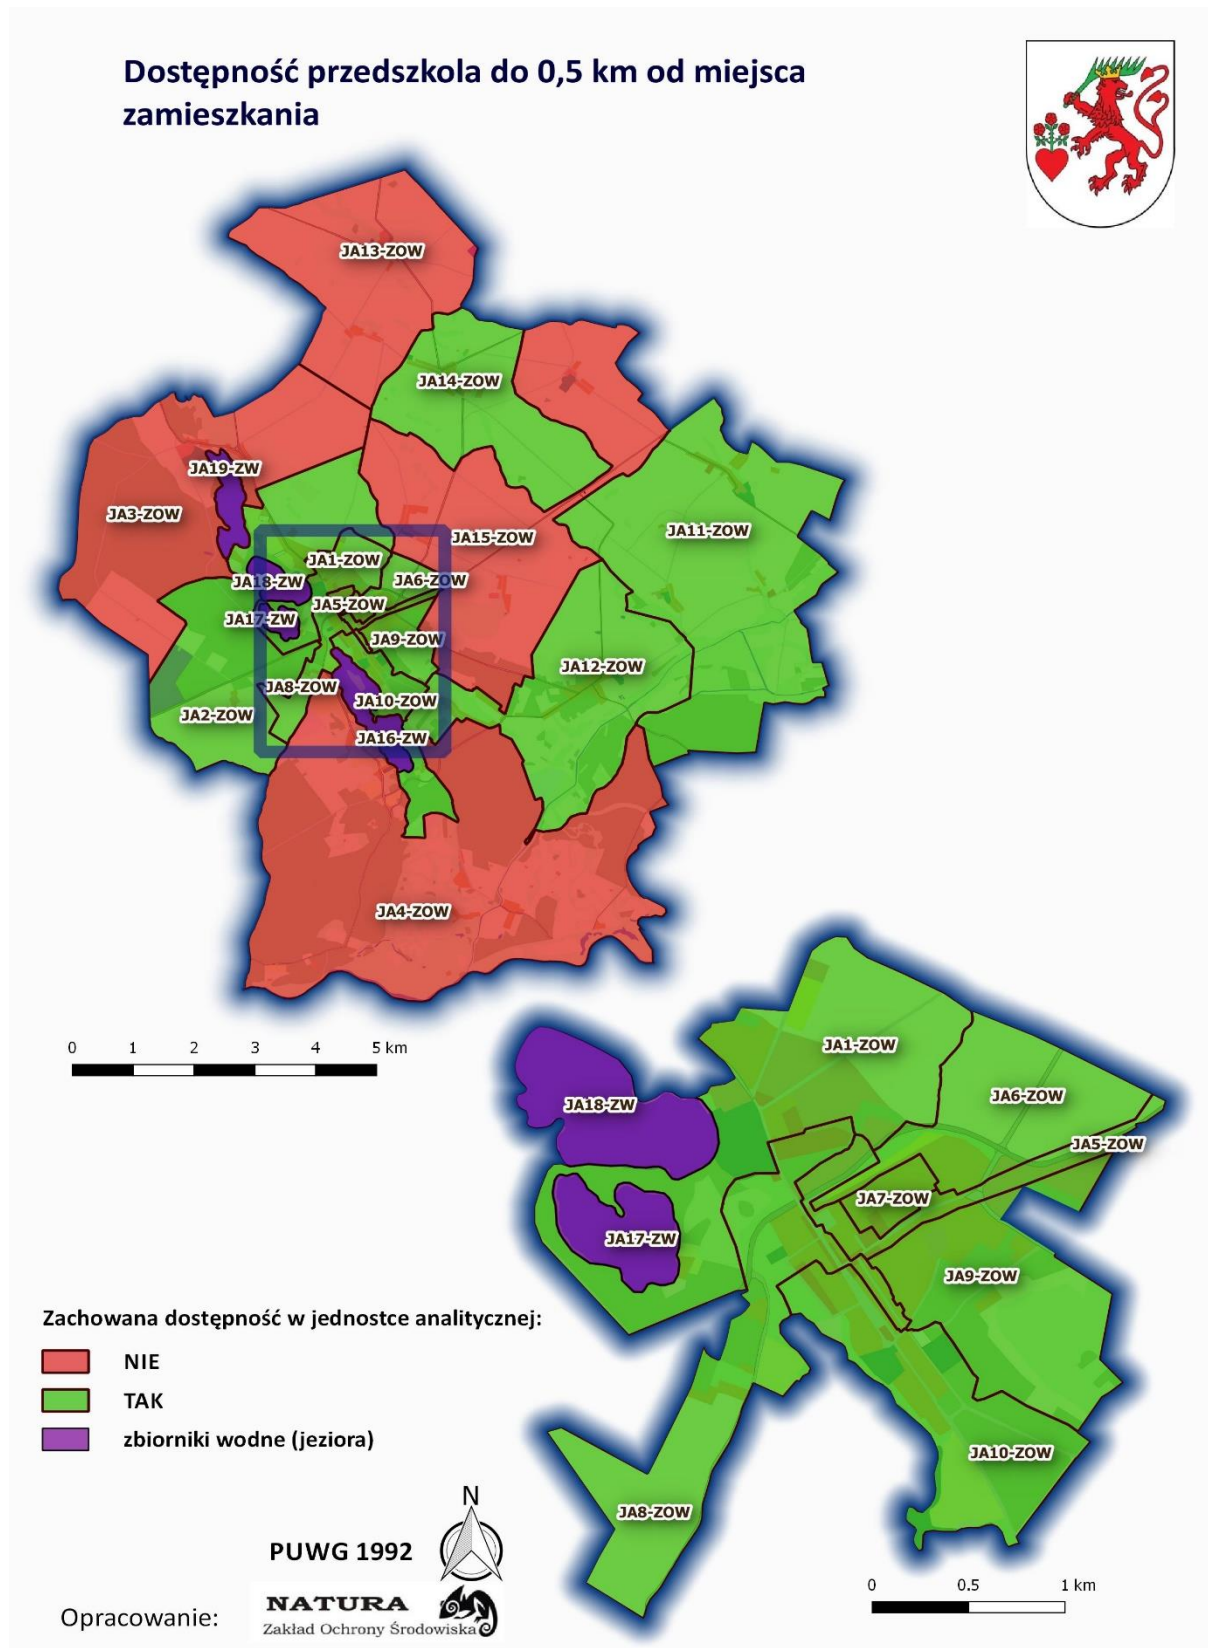 Dostępność przedszkola do 0,5 km od miejsca
zamieszkania
JA13-ZOW
JA14-ZOW
JA19-ZW
JA3-ZOW
JA11-ZOW
JA15-ZOW
JA1-ZOW
JA18-ZW
JA6-ZOW
JA5-ZOW
JA17-ZW
JA9-ZOW
JA12-ZOW
JA8-ZOW
JA10-ZOW
JA2-ZOW
JA16-ZW
JA4-ZOW
0 1 2 3 4 5 km
JA1-ZOW
JA6-ZOW
JA18-ZW
JA5-ZOW
JA7-ZOW
JA17-ZW
JA9-ZOW
JA10-ZOW
JA8-ZOW
Zachowana dostępność w jednostce analitycznej:
NIE
TAK
zbiorniki wodne (jeziora)
N
PUWG 1992
0 0.5 1 km
Opracowanie:
NATURA
Zakład Ochrony Środowiska